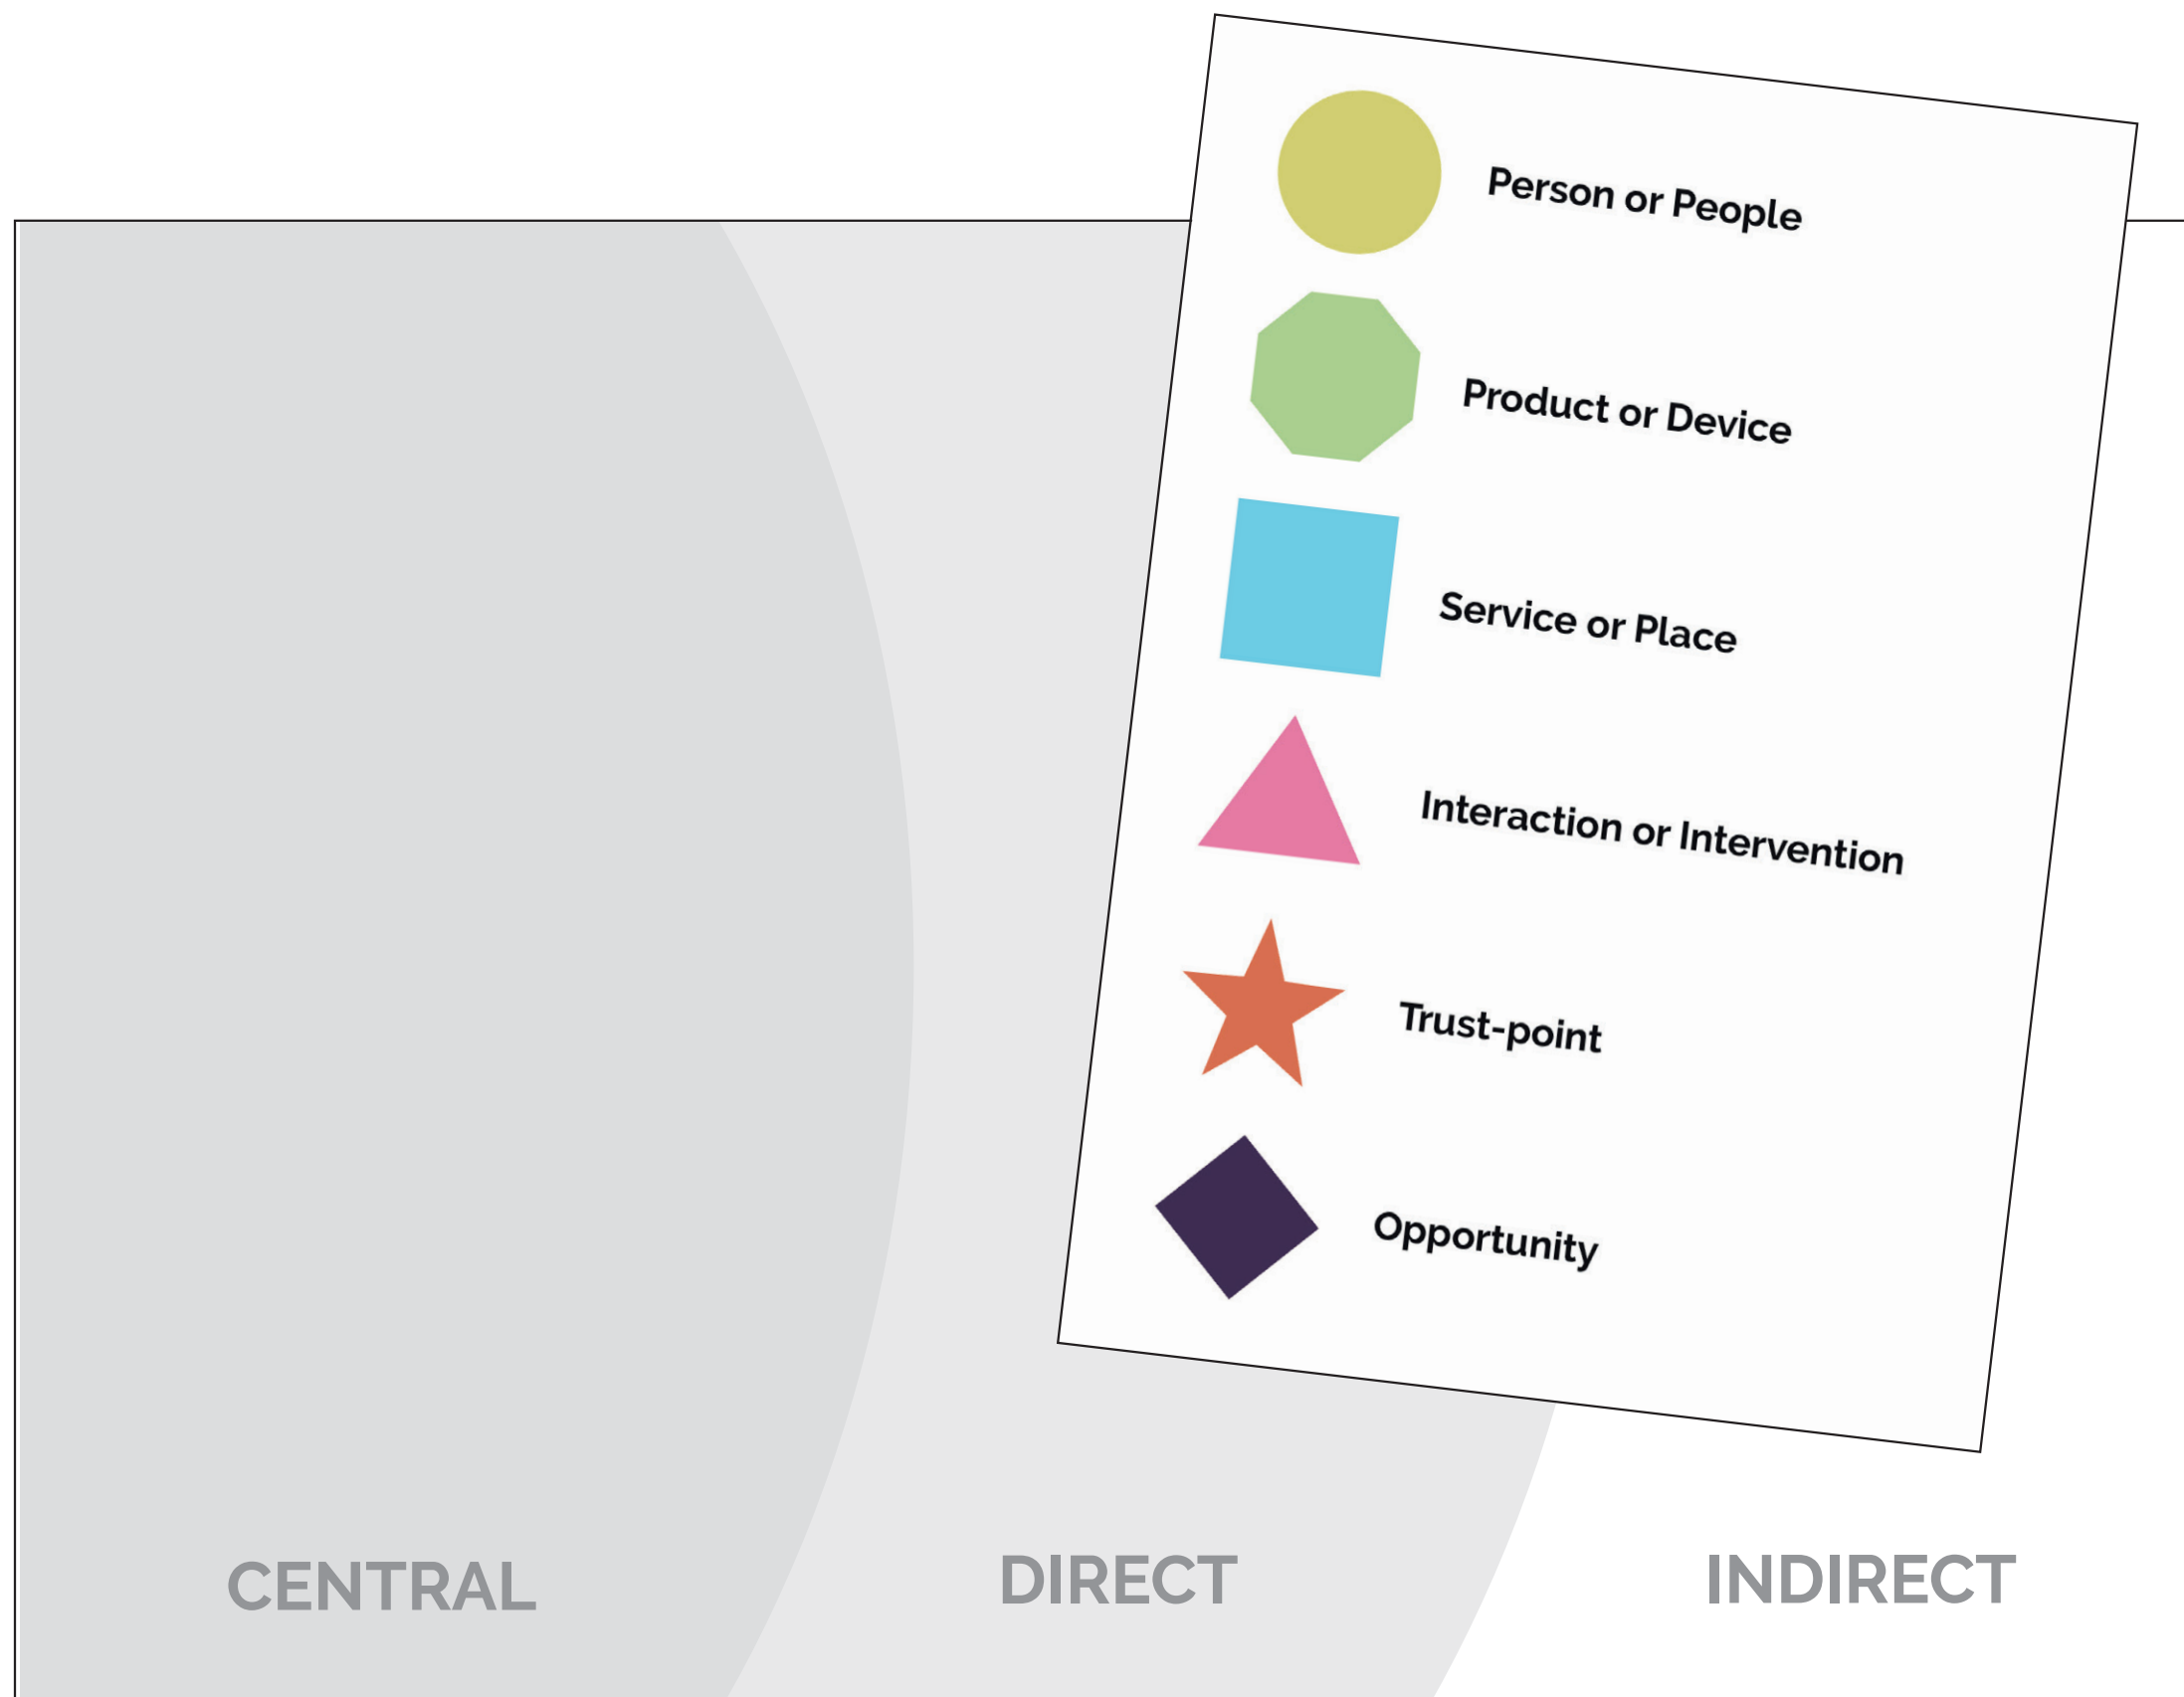 Person or People
Product or Device
Service or Place
Interaction or Intervention
Trust-point
Opportunity
CENTRAL
DIRECT
INDIRECT